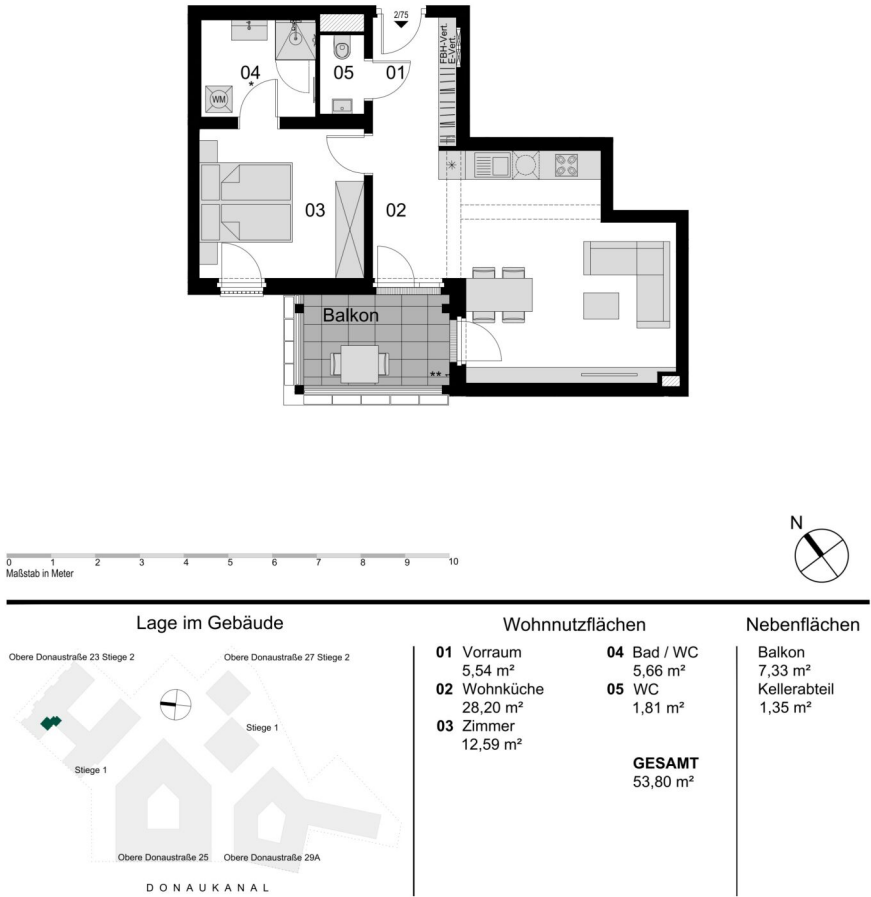 2/75
FBH-Vert.
E-Vert.
04
*
05
01
WM
*
03
02
Balkon
**
N
0 1 2 3 4 5 6 7 8 9 10
Maßstab in Meter
Lage im Gebäude
Obere Donaustraße 23 Stiege 2
Obere Donaustraße 27 Stiege 2
Stiege 1
Stiege 1
Obere Donaustraße 25
Obere Donaustraße 29A
DONAUKANAL
Wohnnutzflächen
01 Vorraum
5,54 m²
02 Wohnküche
28,20 m²
03 Zimmer
12,59 m²
04 Bad / WC
5,66 m²
05 WC
1,81 m²
GESAMT
53,80 m²
Nebenflächen
Balkon
7,33 m²
Kellerabteil
1,35 m²